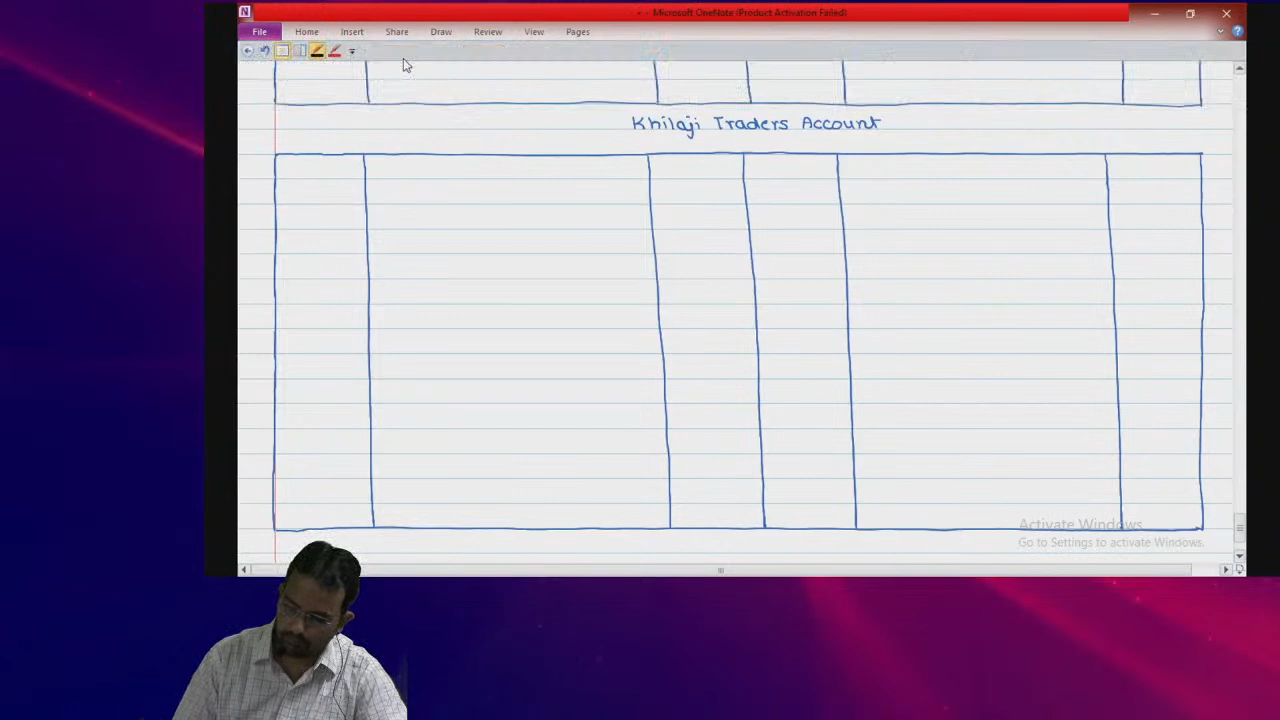 Microsoft OneNote (Product Activation Failed)
File Home Insert Share Draw Review View Pages
Khilaji Traders Account
Activate Windows
Go to Settings to activate Windows.